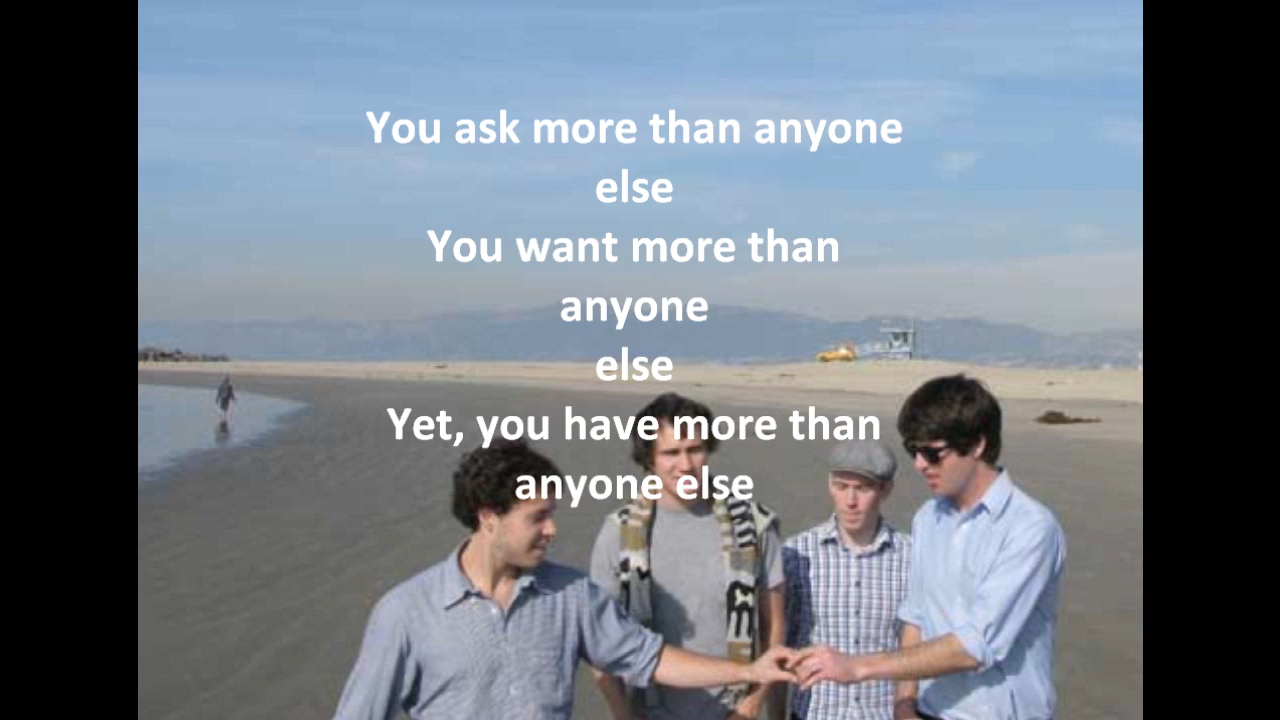 You ask more than anyone
else
You want more than
anyone
else
Yet, you have more than
anyone else